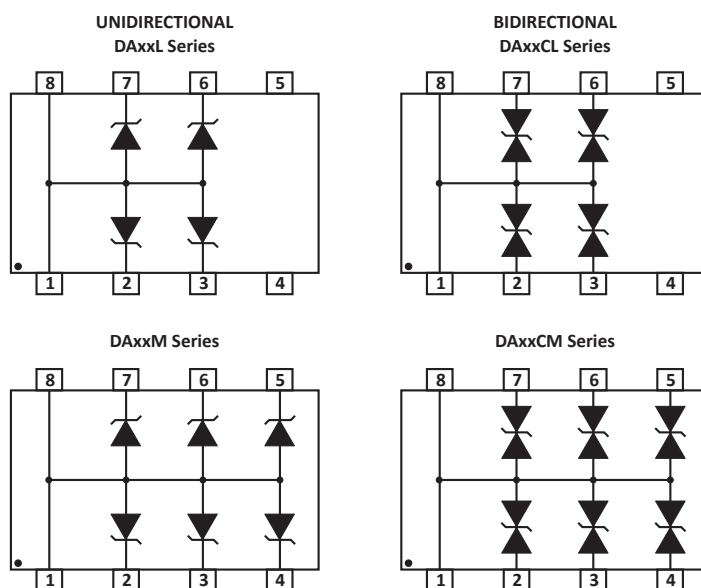 UNIDIRECTIONAL
DAxxL Series
8 7 6 5
1 2 3 4
BIDIRECTIONAL
DAxxCL Series
8 7 6 5
1 2 3 4
DAxxM Series
8 7 6 5
1 2 3 4
DAxxCM Series
8 7 6 5
1 2 3 4